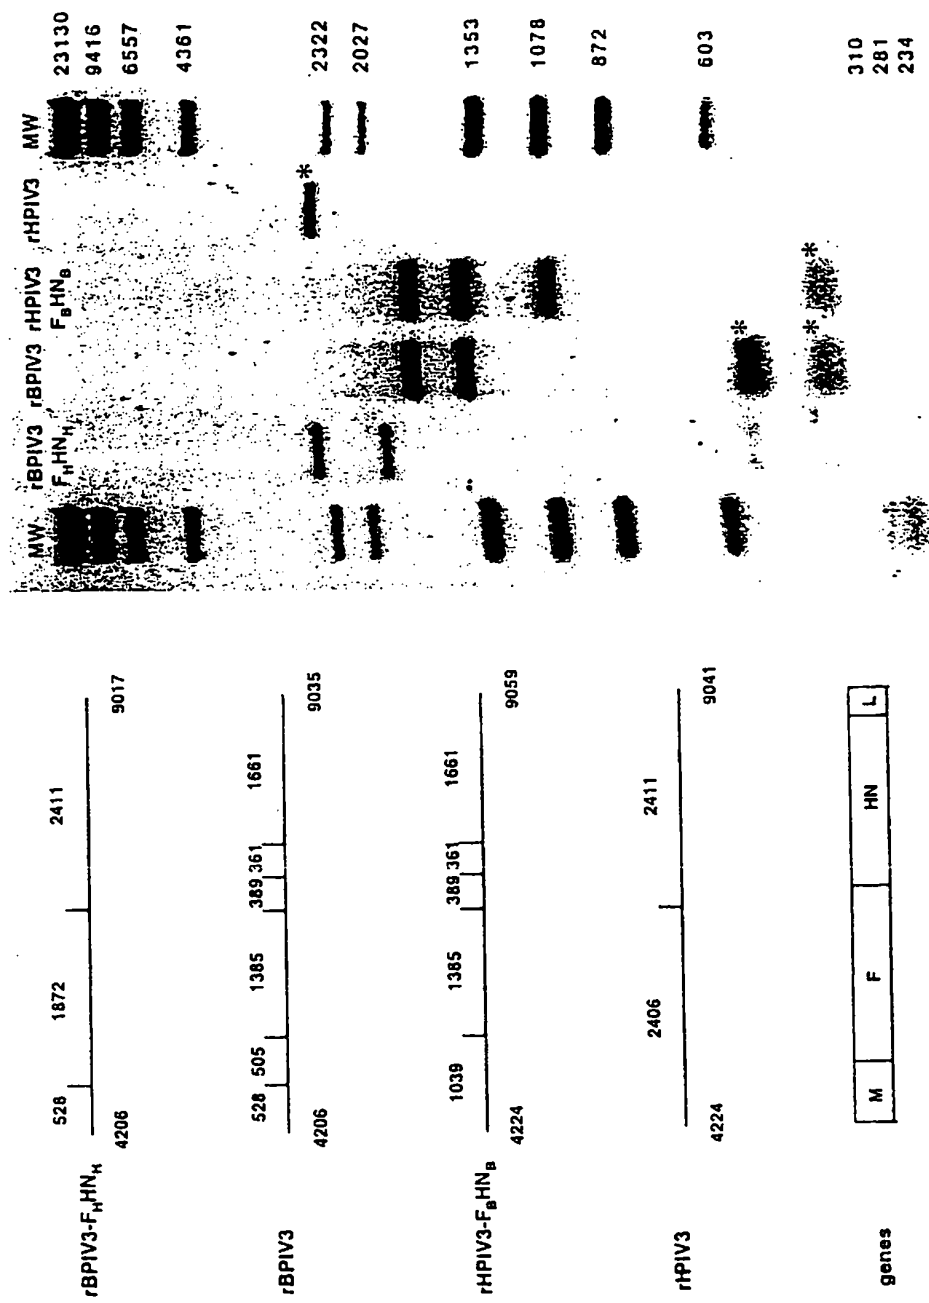 rBPIV3-F_HHN_H
528 1872 2411
4206 9017
rBPIV3
528 505 1385 389 361 1661
4206 9035
rHPIV3-F_BHN_B
1039 1385 389 361 1661
4224 9059
rHPIV3
2406 2411
4224 9041
genes
M F HN L
MW
rBPIV3
F_HHN_H
rBPIV3
rHPIV3
F_BHN_B
rHPIV3
MW
23130
9416
6557
4361
2322
2027
1353
1078
872
603
310
281
234
*
*
*
*